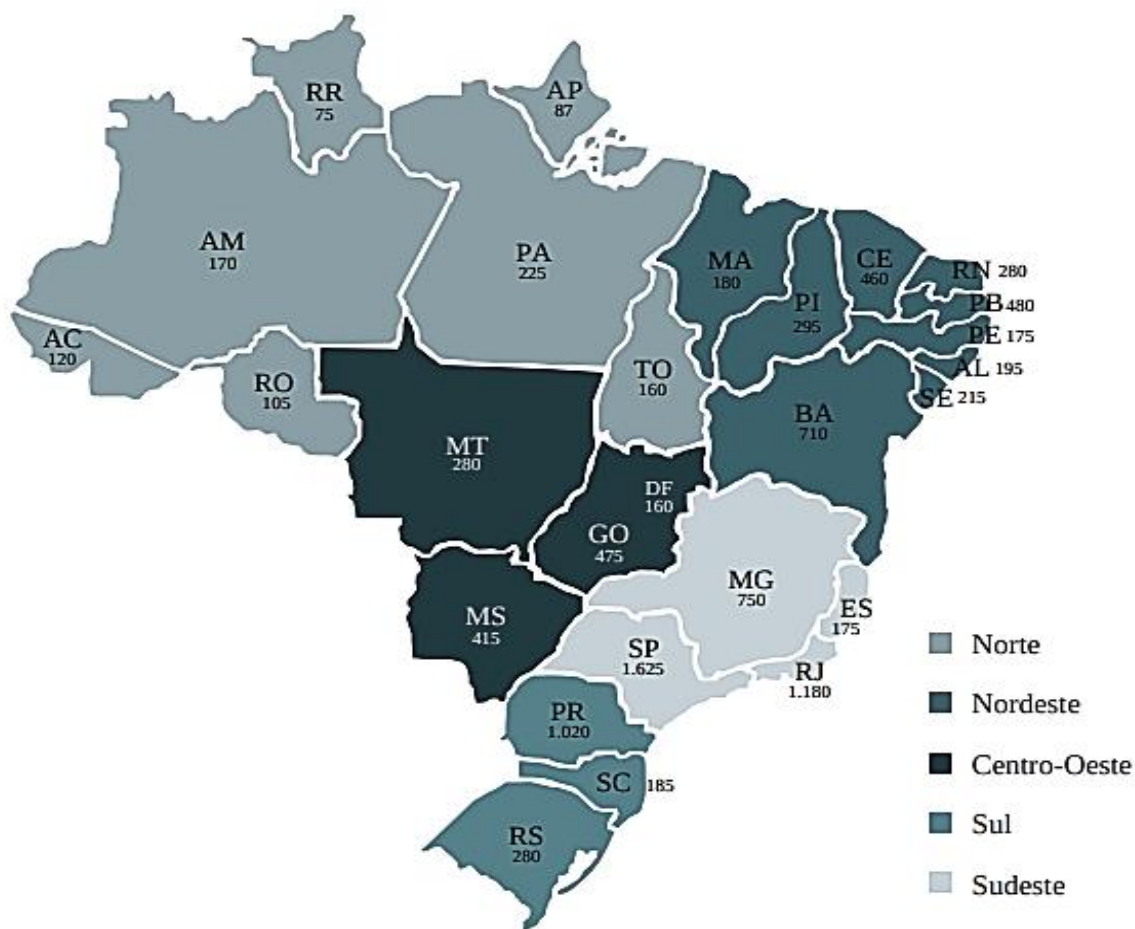 RR
75
AP
87
AM
170
PA
225
MA
180
CE
460
RN 280
PI
295
PB 480
PE 175
AC
120
RO
105
TO
160
AL 195
SE 215
BA
710
MT
280
DF
160
GO
475
MG
750
ES
175
MS
415
SP
1.625
RJ
1.180
PR
1.020
SC 185
RS
280
Norte
Nordeste
Centro-Oeste
Sul
Sudeste